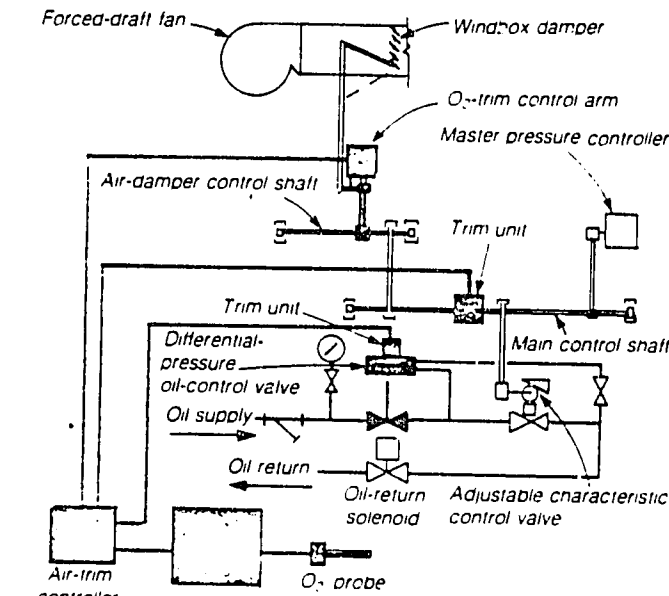 Forced-draft fan
Windbox damper
O₂-trim control arm
Master pressure controller
Air-damper control shaft
Trim unit
Trim unit
Main control shaft
Differential-
pressure
oil-control valve
Oil supply
Oil return
Oil-return
solenoid
Adjustable characteristic
control valve
Air-trim
controller
O₂ probe